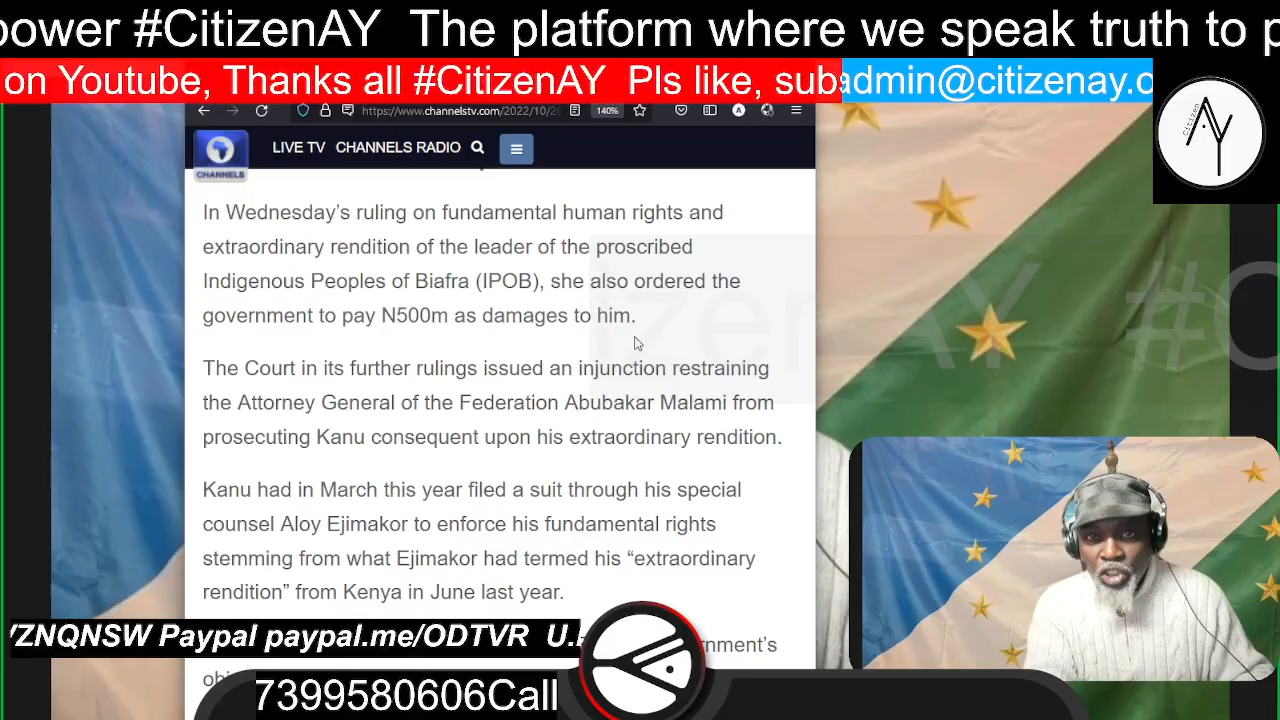 power #CitizenAY The platform where we speak truth to p
on Youtube, Thanks all #CitizenAY Pls like, sub
admin@citizenay.c
Citizen
AY
https://www.channelstv.com/2022/10/2
140%
CHANNELS
LIVE TV CHANNELS RADIO
In Wednesday’s ruling on fundamental human rights and
extraordinary rendition of the leader of the proscribed
Indigenous Peoples of Biafra (IPOB), she also ordered the
government to pay N500m as damages to him.
The Court in its further rulings issued an injunction restraining
the Attorney General of the Federation Abubakar Malami from
prosecuting Kanu consequent upon his extraordinary rendition.
Kanu had in March this year filed a suit through his special
counsel Aloy Ejimakor to enforce his fundamental rights
stemming from what Ejimakor had termed his “extraordinary
rendition” from Kenya in June last year.
izenAY #C
YZNQNSW Paypal paypal.me/ODTVR U.
7399580606Call